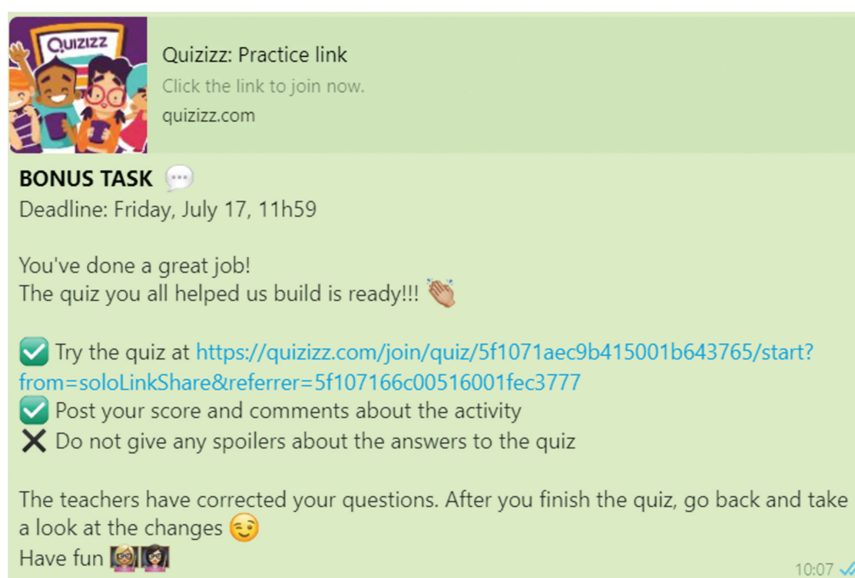 QUIZIZZ
Quizizz: Practice link
Click the link to join now.
quizizz.com
BONUS TASK 💬
Deadline: Friday, July 17, 11h59
You've done a great job!
The quiz you all helped us build is ready!!! 👏🏼
✅ Try the quiz at https://quizizz.com/join/quiz/5f1071aec9b415001b643765/start?
from=soloLinkShare&referrer=5f107166c00516001fec3777
✅ Post your score and comments about the activity
❌ Do not give any spoilers about the answers to the quiz
The teachers have corrected your questions. After you finish the quiz, go back and take
a look at the changes 😉
Have fun 👩🏼‍🏫👩🏻‍🏫
10:07